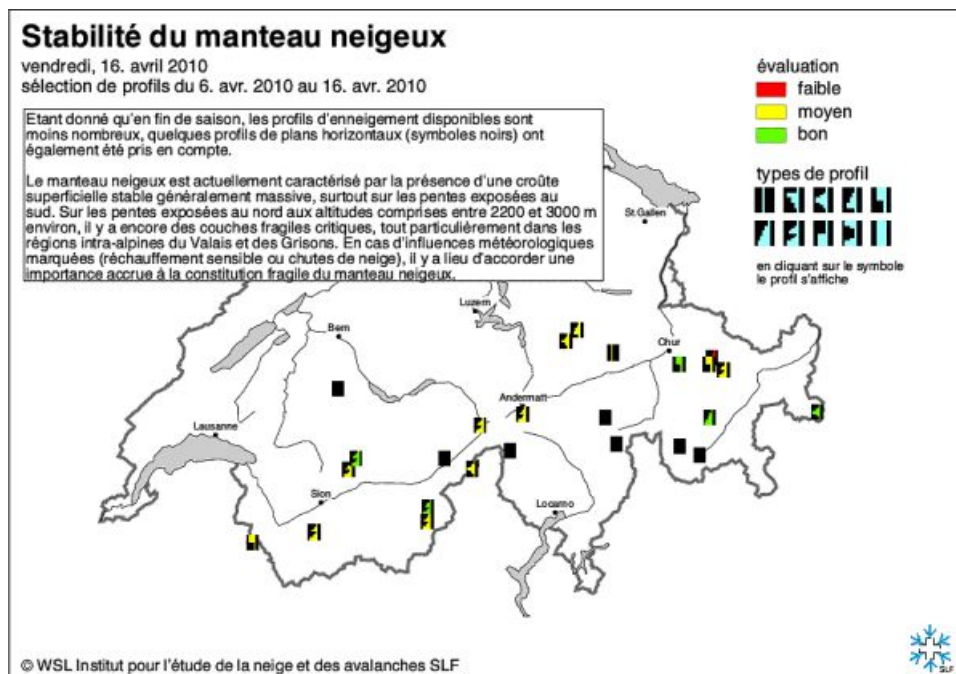 Stabilité du manteau neigeux
vendredi, 16. avril 2010
sélection de profils du 6. avr. 2010 au 16. avr. 2010
Etant donné qu'en fin de saison, les profils d'enneigement disponibles sont
moins nombreux, quelques profils de plans horizontaux (symboles noirs) ont
également été pris en compte.
Le manteau neigeux est actuellement caractérisé par la présence d'une croûte
superficielle stable généralement massive, surtout sur les pentes exposées au
sud. Sur les pentes exposées au nord aux altitudes comprises entre 2200 et 3000 m
environ, il y a encore des couches fragiles critiques, tout particulièrement dans les
régions intra-alpines du Valais et des Grisons. En cas d'influences météorologiques
marquées (réchauffement sensible ou chutes de neige), il y a lieu d'accorder une
importance accrue à la constitution fragile du manteau neigeux.
évaluation
faible
moyen
bon
types de profil
en cliquant sur le symbole
le profil s'affiche
St.Gallen
Luzern
Bern
Chur
Andermatt
Lausanne
Sion
Locarno
© WSL Institut pour l'étude de la neige et des avalanches SLF
SLF